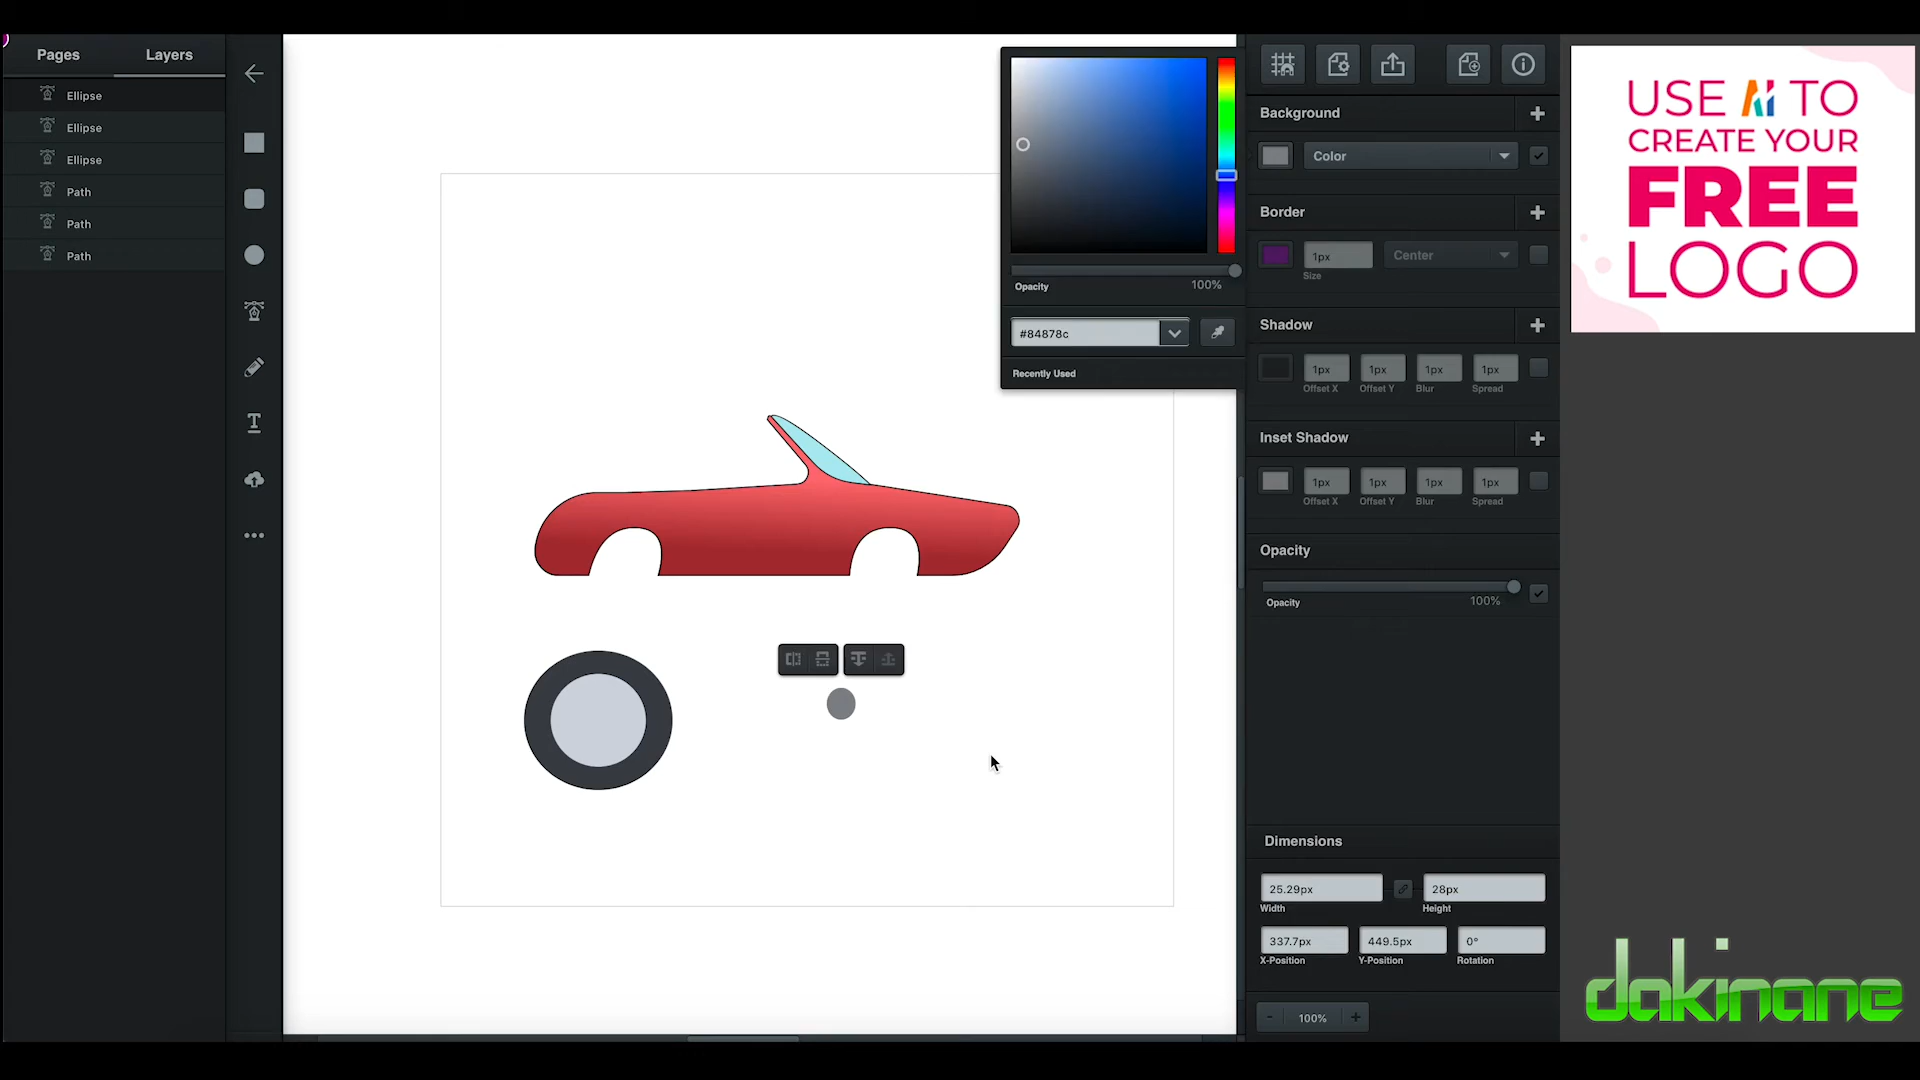 Pages
Layers
Ellipse
Ellipse
Ellipse
Path
Path
Path
Opacity
100%
#84878c
Recently Used
Background
Color
Border
1px
Center
Size
Shadow
1px
1px
1px
1px
Offset X
Offset Y
Blur
Spread
Inset Shadow
1px
1px
1px
1px
Offset X
Offset Y
Blur
Spread
Opacity
Opacity
100%
Dimensions
25.29px
28px
Width
Height
337.7px
449.5px
0°
X-Position
Y-Position
Rotation
- 100% +
USE AI TO
CREATE YOUR
FREE
LOGO
dakinane